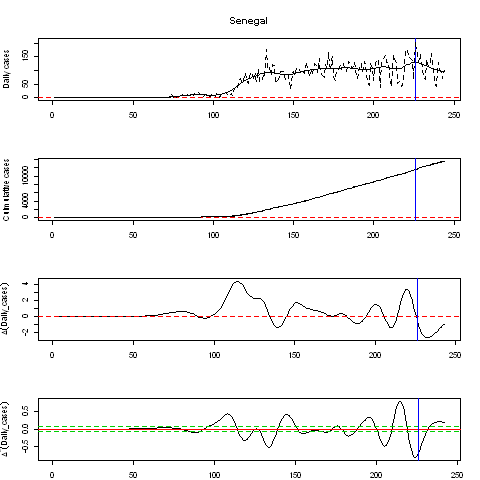 Senegal
Daily cases
50
150
0 50 100 150 200 250
Cumulative cases
0 4000 10000
0 50 100 150 200 250
Δ(Daily_cases)
-2 0 2 4
0 50 100 150 200 250
Δ²(Daily_cases)
-0.5 0.0 0.5
0 50 100 150 200 250